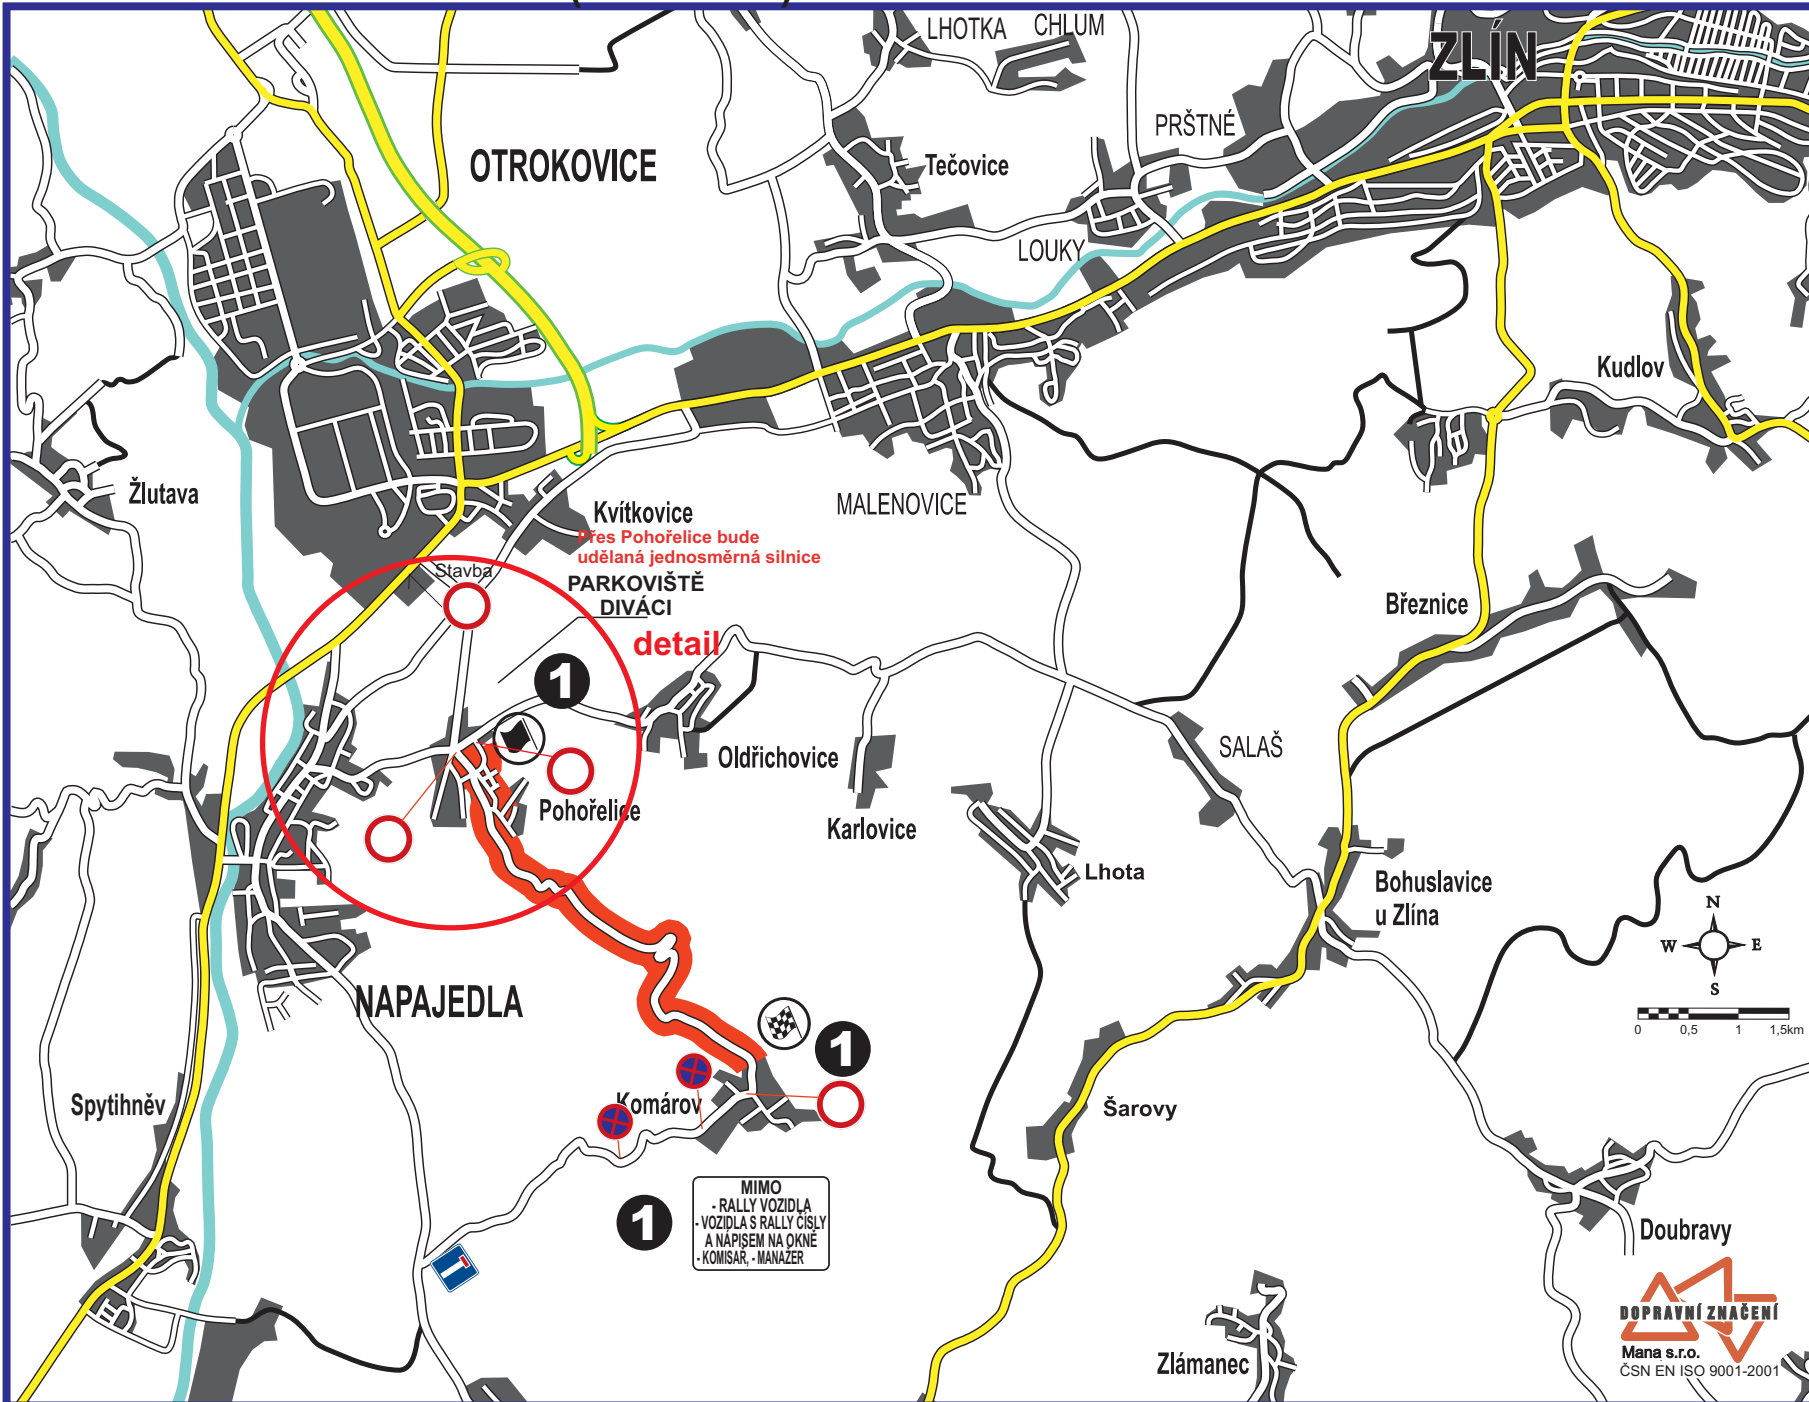 LHOTKA
CHLUM
ZLÍN
PRŠTNÉ
OTROKOVICE
Tečovice
LOUKY
Kudlov
Žlutava
MALENOVICE
Kvítkovice
Přes Pohořelice bude
udělaná jednosměrná silnice
Stavba
PARKOVIŠTĚ
DIVÁCI
detail
Březnice
1
SALAŠ
Oldřichovice
Pohořelice
Karlovice
Lhota
Bohuslavice
u Zlína
N
W E
S
0 0,5 1 1,5km
NAPAJEDLA
1
Spytihněv
Komárov
Šarovy
1
MIMO
- RALLY VOZIDLA
- VOZIDLA S RALLY ČÍSLY
A NÁPISEM NA OKNĚ
- KOMISAŘ, - MANAŽER
Doubravy
Zlámanec
DOPRAVNÍ ZNAČENÍ
Mana s.r.o.
ČSN EN ISO 9001-2001